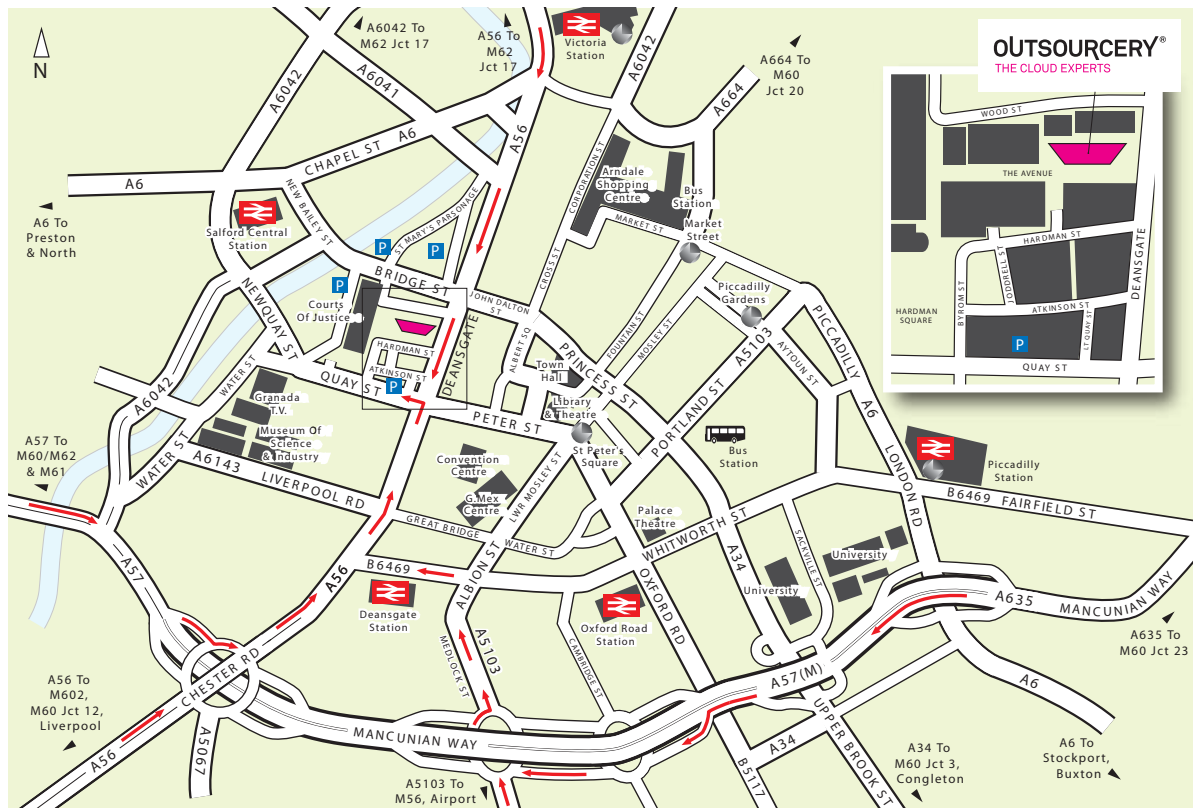 A6042 To
M62 Jct 17
A56 To
M62
Jct 17
Victoria
Station
A6042
A664 To
M60
Jct 20
A664
OUTSOURCERY®
THE CLOUD EXPERTS
N
A6042
A6041
A56
CHAPEL ST
A6
A6
A6 To
Preston
& North
Salford Central
Station
NEW BAILEY ST
ST MARY'S PARSONAGE
P
P
P
BRIDGE ST
CORPORATION ST
Arndale
Shopping
Centre
Bus
Station
MARKET ST
Market
Street
CROSS ST
JOHN DALTON
ST
Piccadilly
Gardens
NEWQUAY ST
Courts
Of Justice
HARDMAN ST
ATKINSON ST
P
DEANSGATE
ALBERT SQ
FOUNTAIN ST
MOSLEY ST
A5103
AYTOUN ST
PICCADILLY
A6
PRINCESS ST
Town
Hall
Library
& Theatre
PORTLAND ST
QUAY ST
PETER ST
St Peter's
Square
Bus
Station
WATER ST
A6042
Granada
T.V.
Museum Of
Science
& Industry
WATER ST
A6143
LIVERPOOL RD
Convention
Centre
G.Mex
Centre
LWR MOSLEY ST
GREAT BRIDGE
WATER ST
Palace
Theatre
WHITWORTH ST
SACKVILLE ST
LONDON RD
Piccadilly
Station
B6469
FAIRFIELD ST
A57 To
M60/M62
& M61
A57
A56
B6469
Deansgate
Station
ALBION ST
A5103
MEDLOCK ST
CAMBRIDGE ST
Oxford Road
Station
OXFORD RD
A34
University
University
A635
MANCUNIAN WAY
A635 To
M60 Jct 23
A56 To
M602,
M60 Jct 12,
Liverpool
CHESTER RD
A56
A5067
MANCUNIAN WAY
A57(M)
UPPER BROOK ST
A34
B5117
A6
A5103 To
M56, Airport
A34 To
M60 Jct 3,
Congleton
A6 To
Stockport,
Buxton
WOOD ST
THE AVENUE
HARDMAN ST
JODDRELL ST
BYROM ST
ATKINSON ST
LT QUAY ST
DEANSGATE
HARDMAN
SQUARE
P
QUAY ST